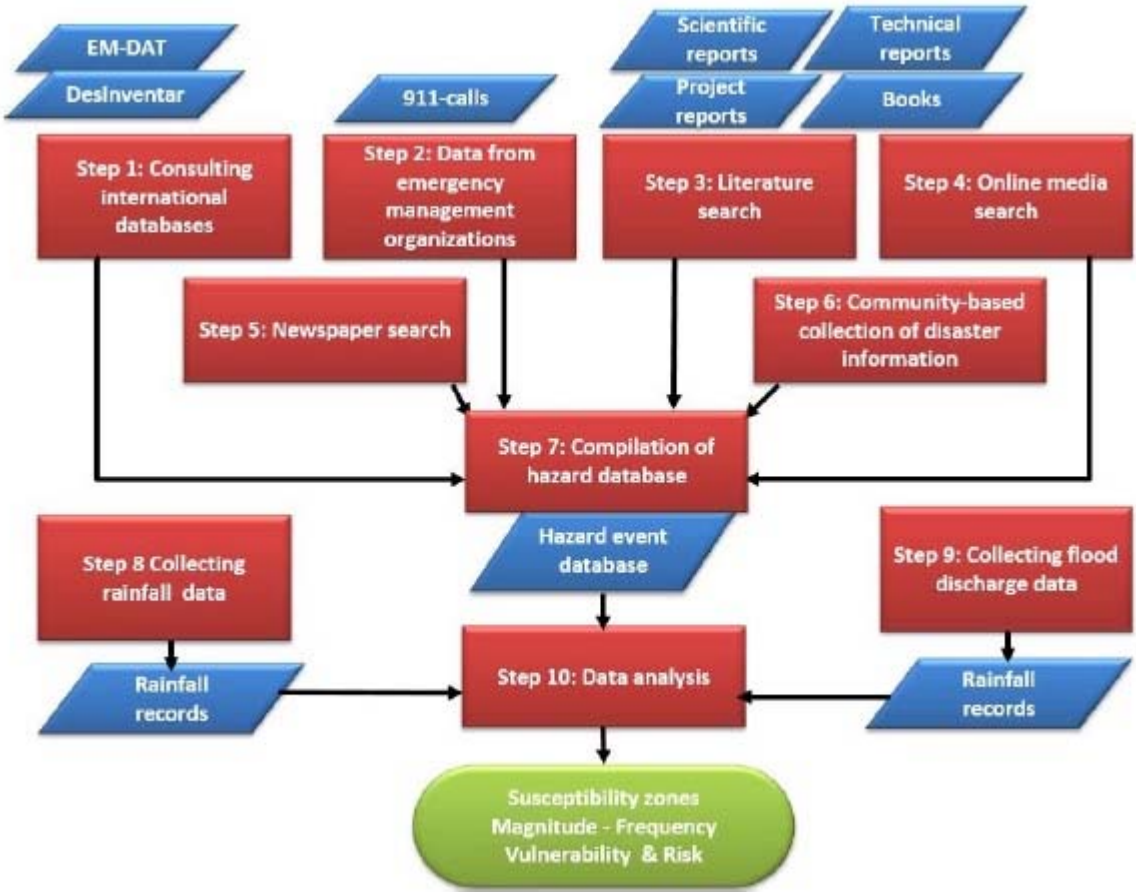 EM-DAT
DesInventar
911-calls
Scientific
reports
Technical
reports
Project
reports
Books
Step 1: Consulting
international
databases
Step 2: Data from
emergency
management
organizations
Step 3: Literature
search
Step 4: Online media
search
Step 5: Newspaper search
Step 6: Community-based
collection of disaster
information
Step 7: Compilation of
hazard database
Hazard event
database
Step 8 Collecting
rainfall data
Step 9: Collecting flood
discharge data
Rainfall
records
Step 10: Data analysis
Rainfall
records
Susceptibility zones
Magnitude - Frequency
Vulnerability & Risk